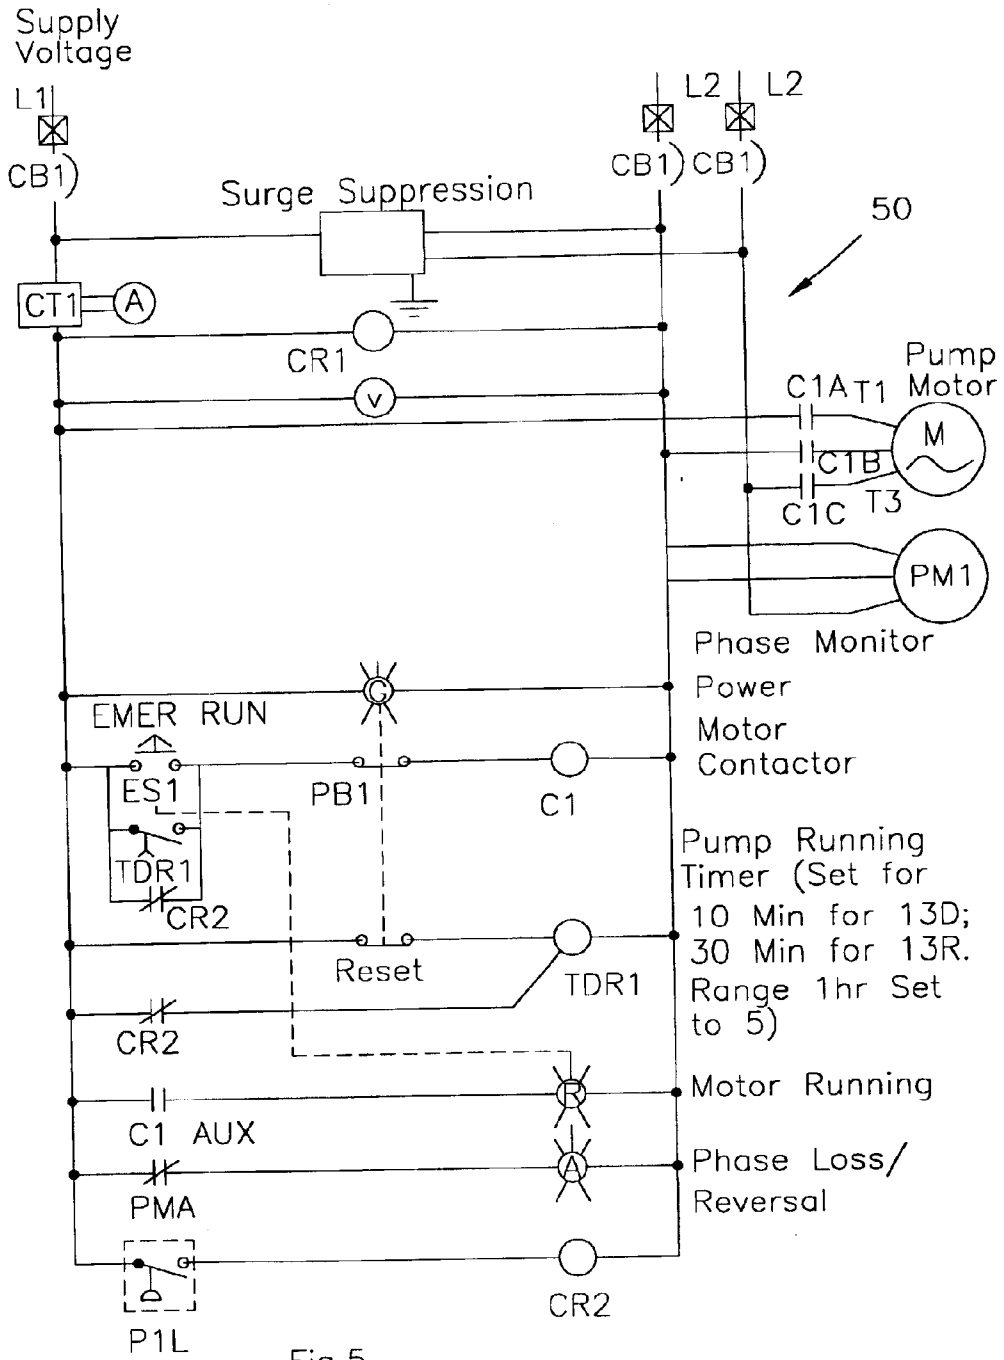 Supply
Voltage
L1
L2
L2
CB1
CB1
CB1
Surge Suppression
50
CT1
A
CR1
V
Pump
Motor
C1A
T1
M
C1B
T3
C1C
PM1
Phase Monitor
G
Power
EMER RUN
Motor
Contactor
ES1
PB1
C1
TDR1
CR2
Pump Running
Timer (Set for
10 Min for 13D;
30 Min for 13R.
Range 1hr Set
to 5)
Reset
TDR1
CR2
R
Motor Running
C1 AUX
A
Phase Loss/
Reversal
PMA
CR2
P1L
Fig.5